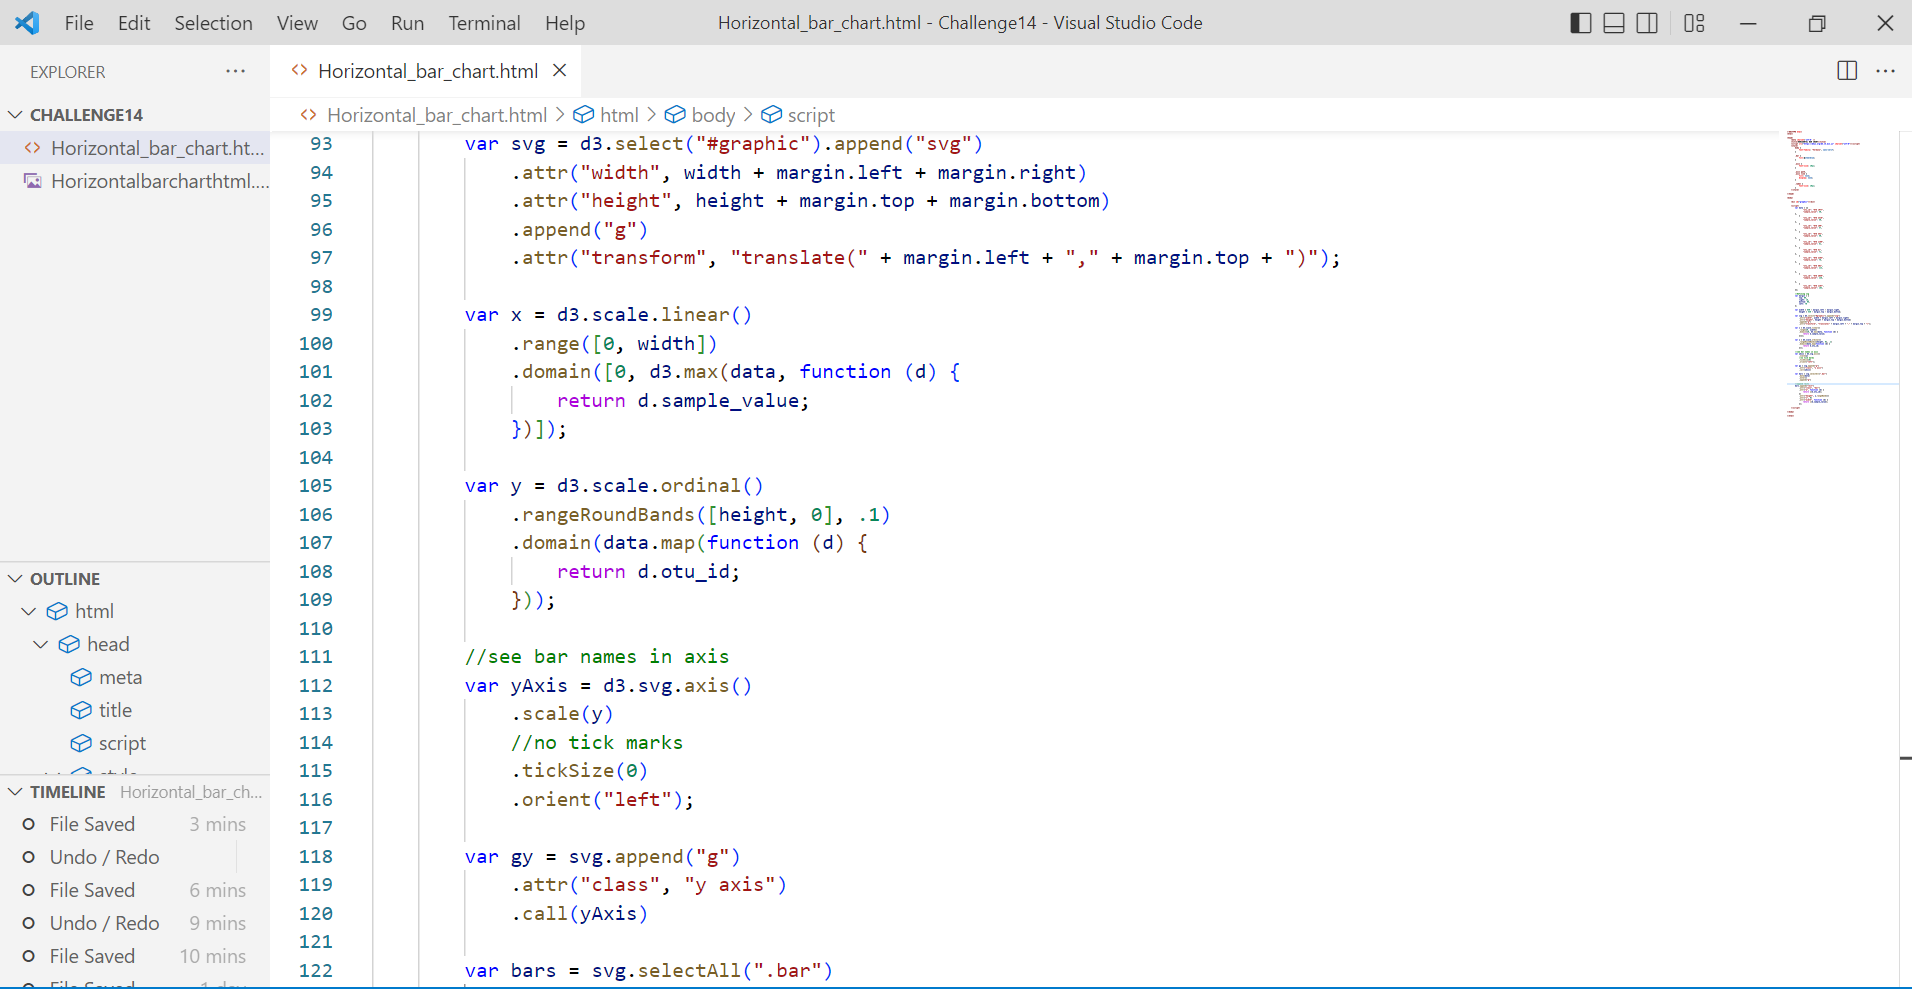 File Edit Selection View Go Run Terminal Help
Horizontal_bar_chart.html - Challenge14 - Visual Studio Code
EXPLORER
Horizontal_bar_chart.html
CHALLENGE14
Horizontal_bar_chart.html html body script
Horizontal_bar_chart.ht...
Horizontalbarcharthtml....
93 var svg = d3.select("#graphic").append("svg")
94 .attr("width", width + margin.left + margin.right)
95 .attr("height", height + margin.top + margin.bottom)
96 .append("g")
97 .attr("transform", "translate(" + margin.left + "," + margin.top + ")");
98
99 var x = d3.scale.linear()
100 .range([0, width])
101 .domain([0, d3.max(data, function (d) {
102 return d.sample_value;
103 })]);
104
105 var y = d3.scale.ordinal()
106 .rangeRoundBands([height, 0], .1)
107 .domain(data.map(function (d) {
108 return d.otu_id;
109 }));
110
111 //see bar names in axis
112 var yAxis = d3.svg.axis()
113 .scale(y)
114 //no tick marks
115 .tickSize(0)
116 .orient("left");
117
118 var gy = svg.append("g")
119 .attr("class", "y axis")
120 .call(yAxis)
121
122 var bars = svg.selectAll(".bar")
OUTLINE
html
head
meta
title
script
style
TIMELINE Horizontal_bar_ch...
File Saved 3 mins
Undo / Redo
File Saved 6 mins
Undo / Redo 9 mins
File Saved 10 mins
File Saved 1 day